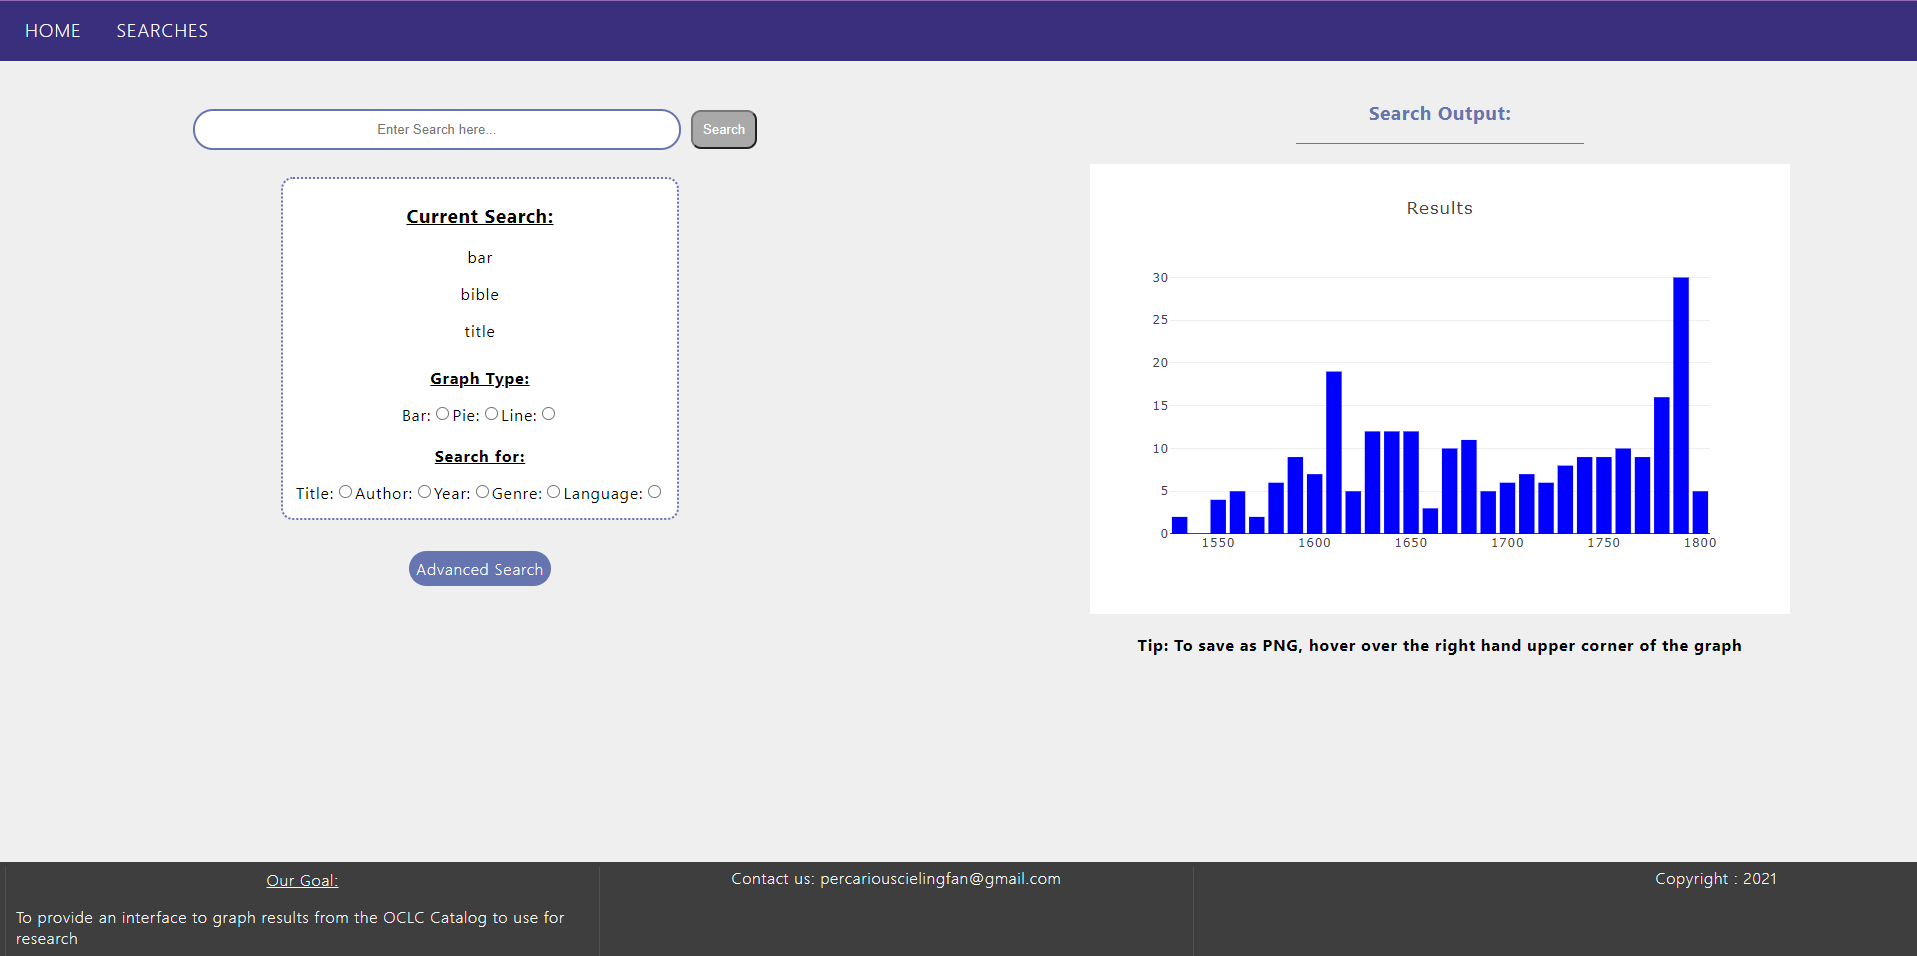 HOME SEARCHES
Enter Search here...
Search
Current Search:
bar
bible
title
Graph Type:
Bar: Pie: Line:
Search for:
Title: Author: Year: Genre: Language:
Advanced Search
Search Output:
Results
30
25
20
15
10
5
0
1550 1600 1650 1700 1750 1800
Tip: To save as PNG, hover over the right hand upper corner of the graph
Our Goal:
To provide an interface to graph results from the OCLC Catalog to use for
research
Contact us: percariouscielingfan@gmail.com
Copyright : 2021